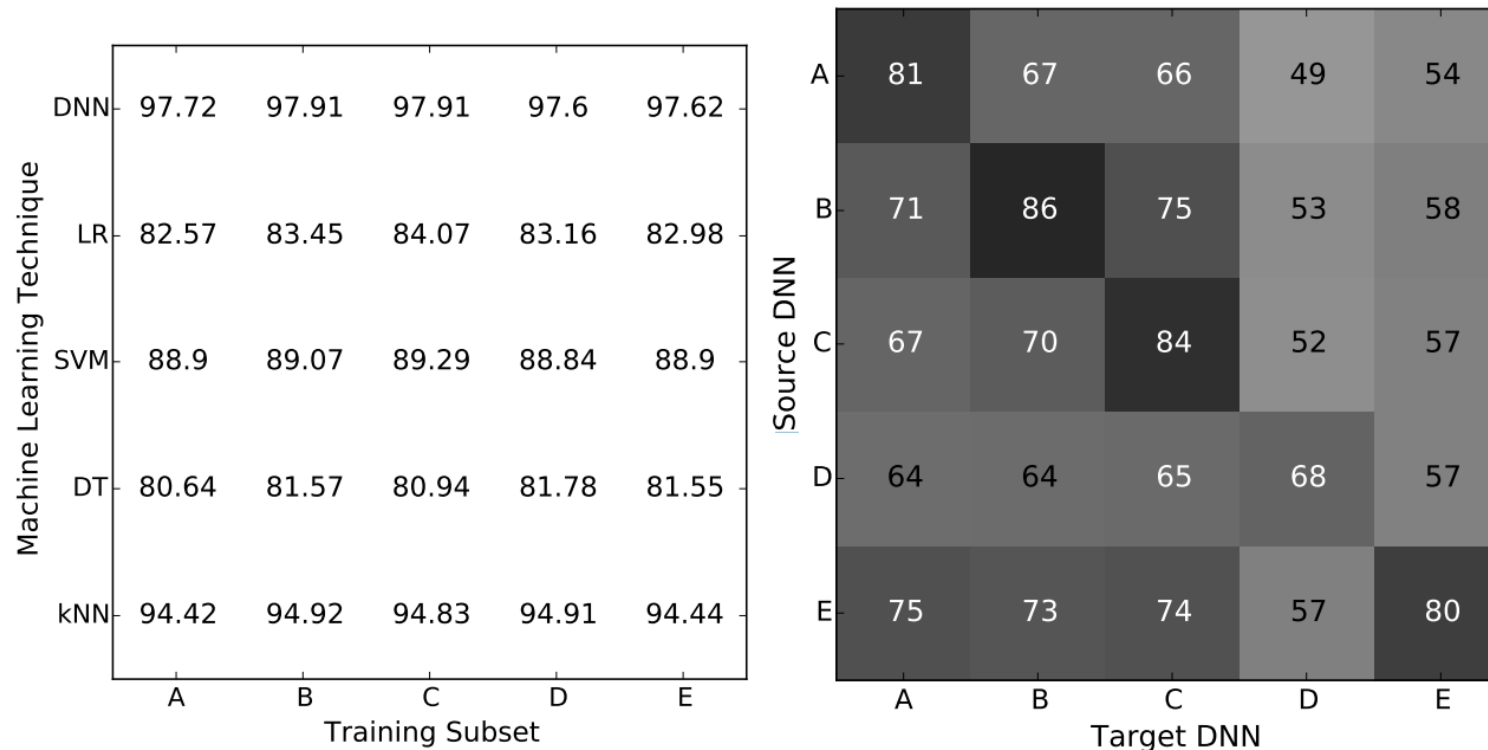 Machine Learning Technique
DNN 97.72 97.91 97.91 97.6 97.62
LR 82.57 83.45 84.07 83.16 82.98
SVM 88.9 89.07 89.29 88.84 88.9
DT 80.64 81.57 80.94 81.78 81.55
kNN 94.42 94.92 94.83 94.91 94.44
A B C D E
Training Subset
Source DNN
A 81 67 66 49 54
B 71 86 75 53 58
C 67 70 84 52 57
D 64 64 65 68 57
E 75 73 74 57 80
A B C D E
Target DNN